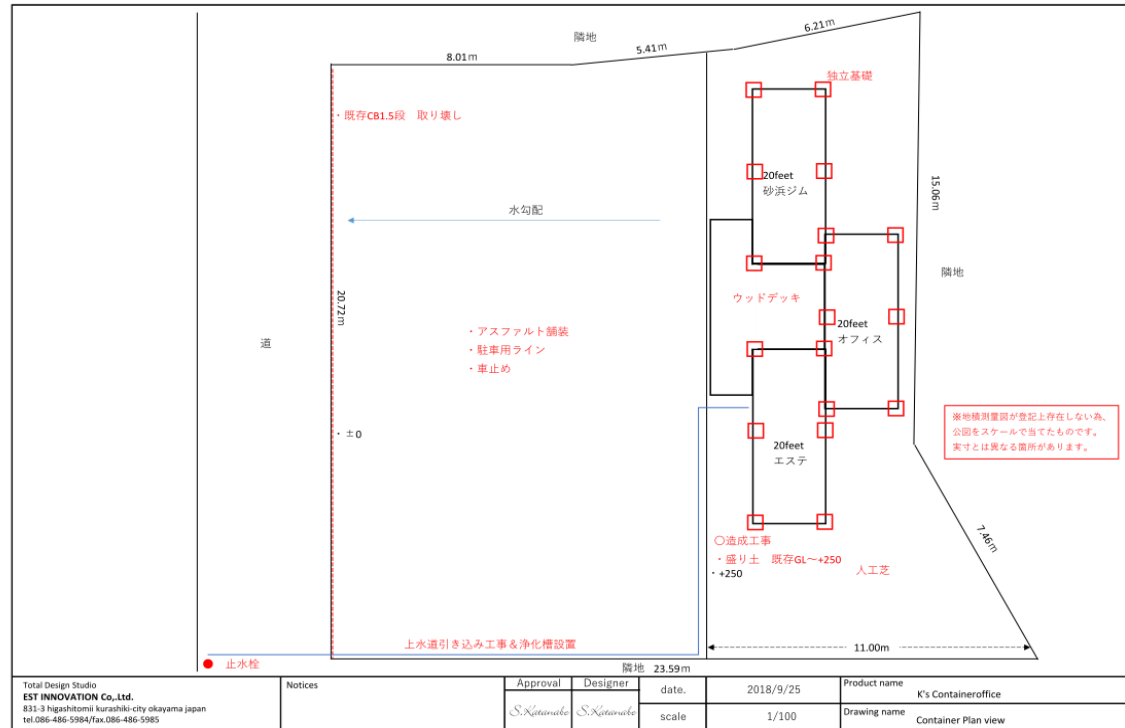 隣地
6.21m
5.41m
8.01m
独立基礎
・既存CB1.5段 取り壊し
20feet
砂浜ジム
15.06m
水勾配
隣地
20.72m
ウッドデッキ
20feet
オフィス
道
・アスファルト舗装
・駐車用ライン
・車止め
※地積測量図が登記上存在しない為、
公図をスケールで当てたものです。
実寸とは異なる箇所があります。
・±0
20feet
エステ
7.46m
〇造成工事
・盛り土 既存GL～+250
・+250
人工芝
上水道引き込み工事&浄化槽設置
11.00m
止水栓
隣地 23.59m
Total Design Studio
EST INNOVATION Co,.Ltd.
831-3 higashitomii kurashiki-city okayama japan
tel.086-486-5984/fax.086-486-5985
Notices
Approval
Designer
S.Katanabe
S.Katanabe
date.
2018/9/25
scale
1/100
Product name
K's Containeroffice
Drawing name
Container Plan view